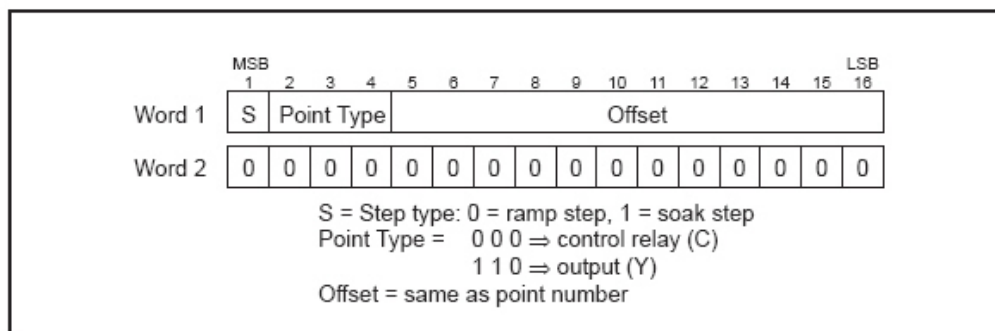 MSB LSB
1 2 3 4 5 6 7 8 9 10 11 12 13 14 15 16
Word 1 S Point Type Offset
Word 2 0 0 0 0 0 0 0 0 0 0 0 0 0 0 0 0
S = Step type: 0 = ramp step, 1 = soak step
Point Type = 0 0 0 ⇒ control relay (C)
1 1 0 ⇒ output (Y)
Offset = same as point number